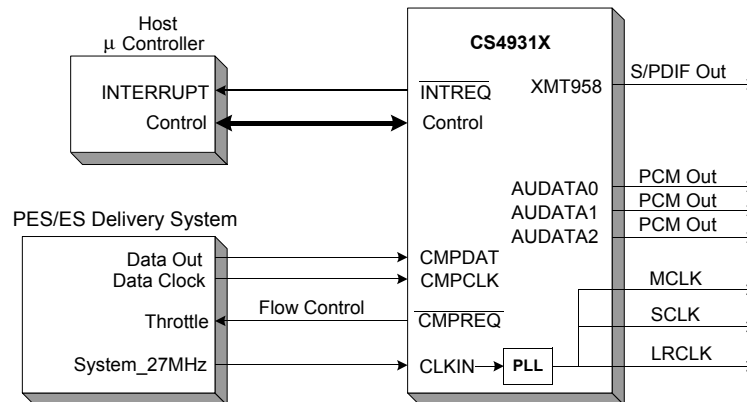 Host
μ Controller
INTERRUPT
Control
CS4931X
INTREQ
Control
XMT958
S/PDIF Out
AUDATA0
AUDATA1
AUDATA2
PCM Out
PCM Out
PCM Out
PES/ES Delivery System
Data Out
Data Clock
Throttle
System_27MHz
Flow Control
CMPDAT
CMPCLK
CMPREQ
CLKIN
PLL
MCLK
SCLK
LRCLK